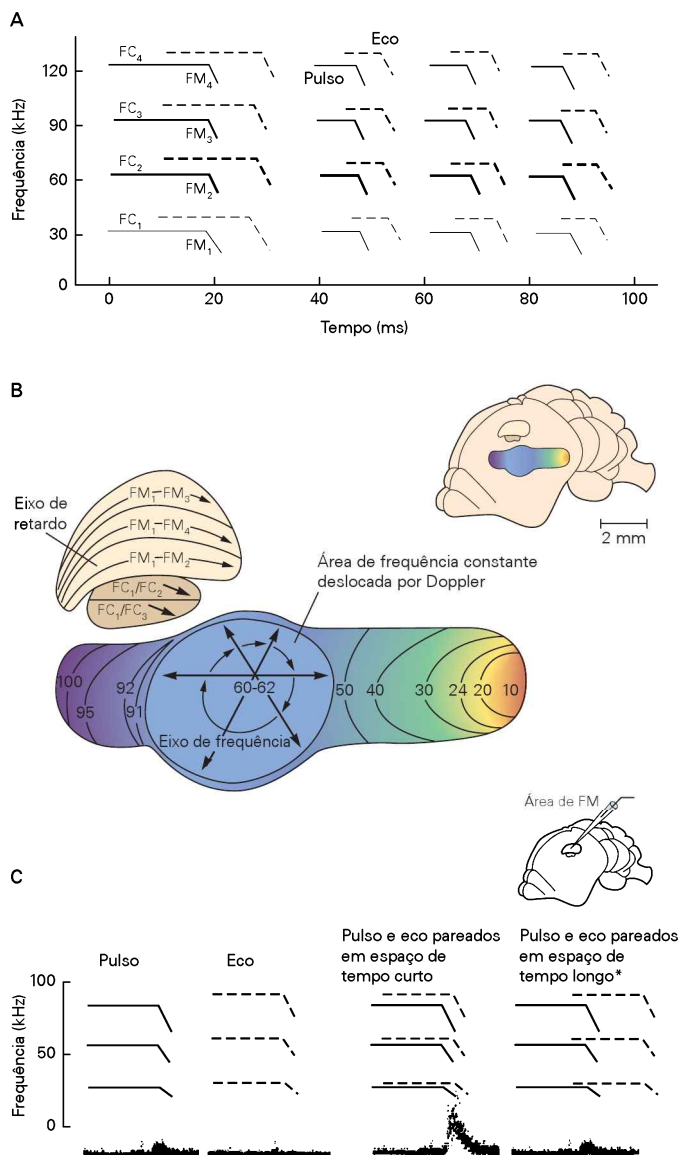 A
Eco
FC4
FM4
Pulso
FC3
FM3
FC2
FM2
FC1
FM1
120
90
60
30
0
Frequência (kHz)
0 20 40 60 80 100
Tempo (ms)
B
2 mm
Eixo de
retardo
FM1–FM3
FM1–FM4
FM1–FM2
FC1/FC2
FC1/FC3
Área de frequência constante
deslocada por Doppler
100 95 92 91 60-62 50 40 30 24 20 10
Eixo de frequência
Área de FM
C
Pulso
Eco
Pulso e eco pareados
em espaço de
tempo curto
Pulso e eco pareados
em espaço de
tempo longo*
100
50
0
Frequência (kHz)